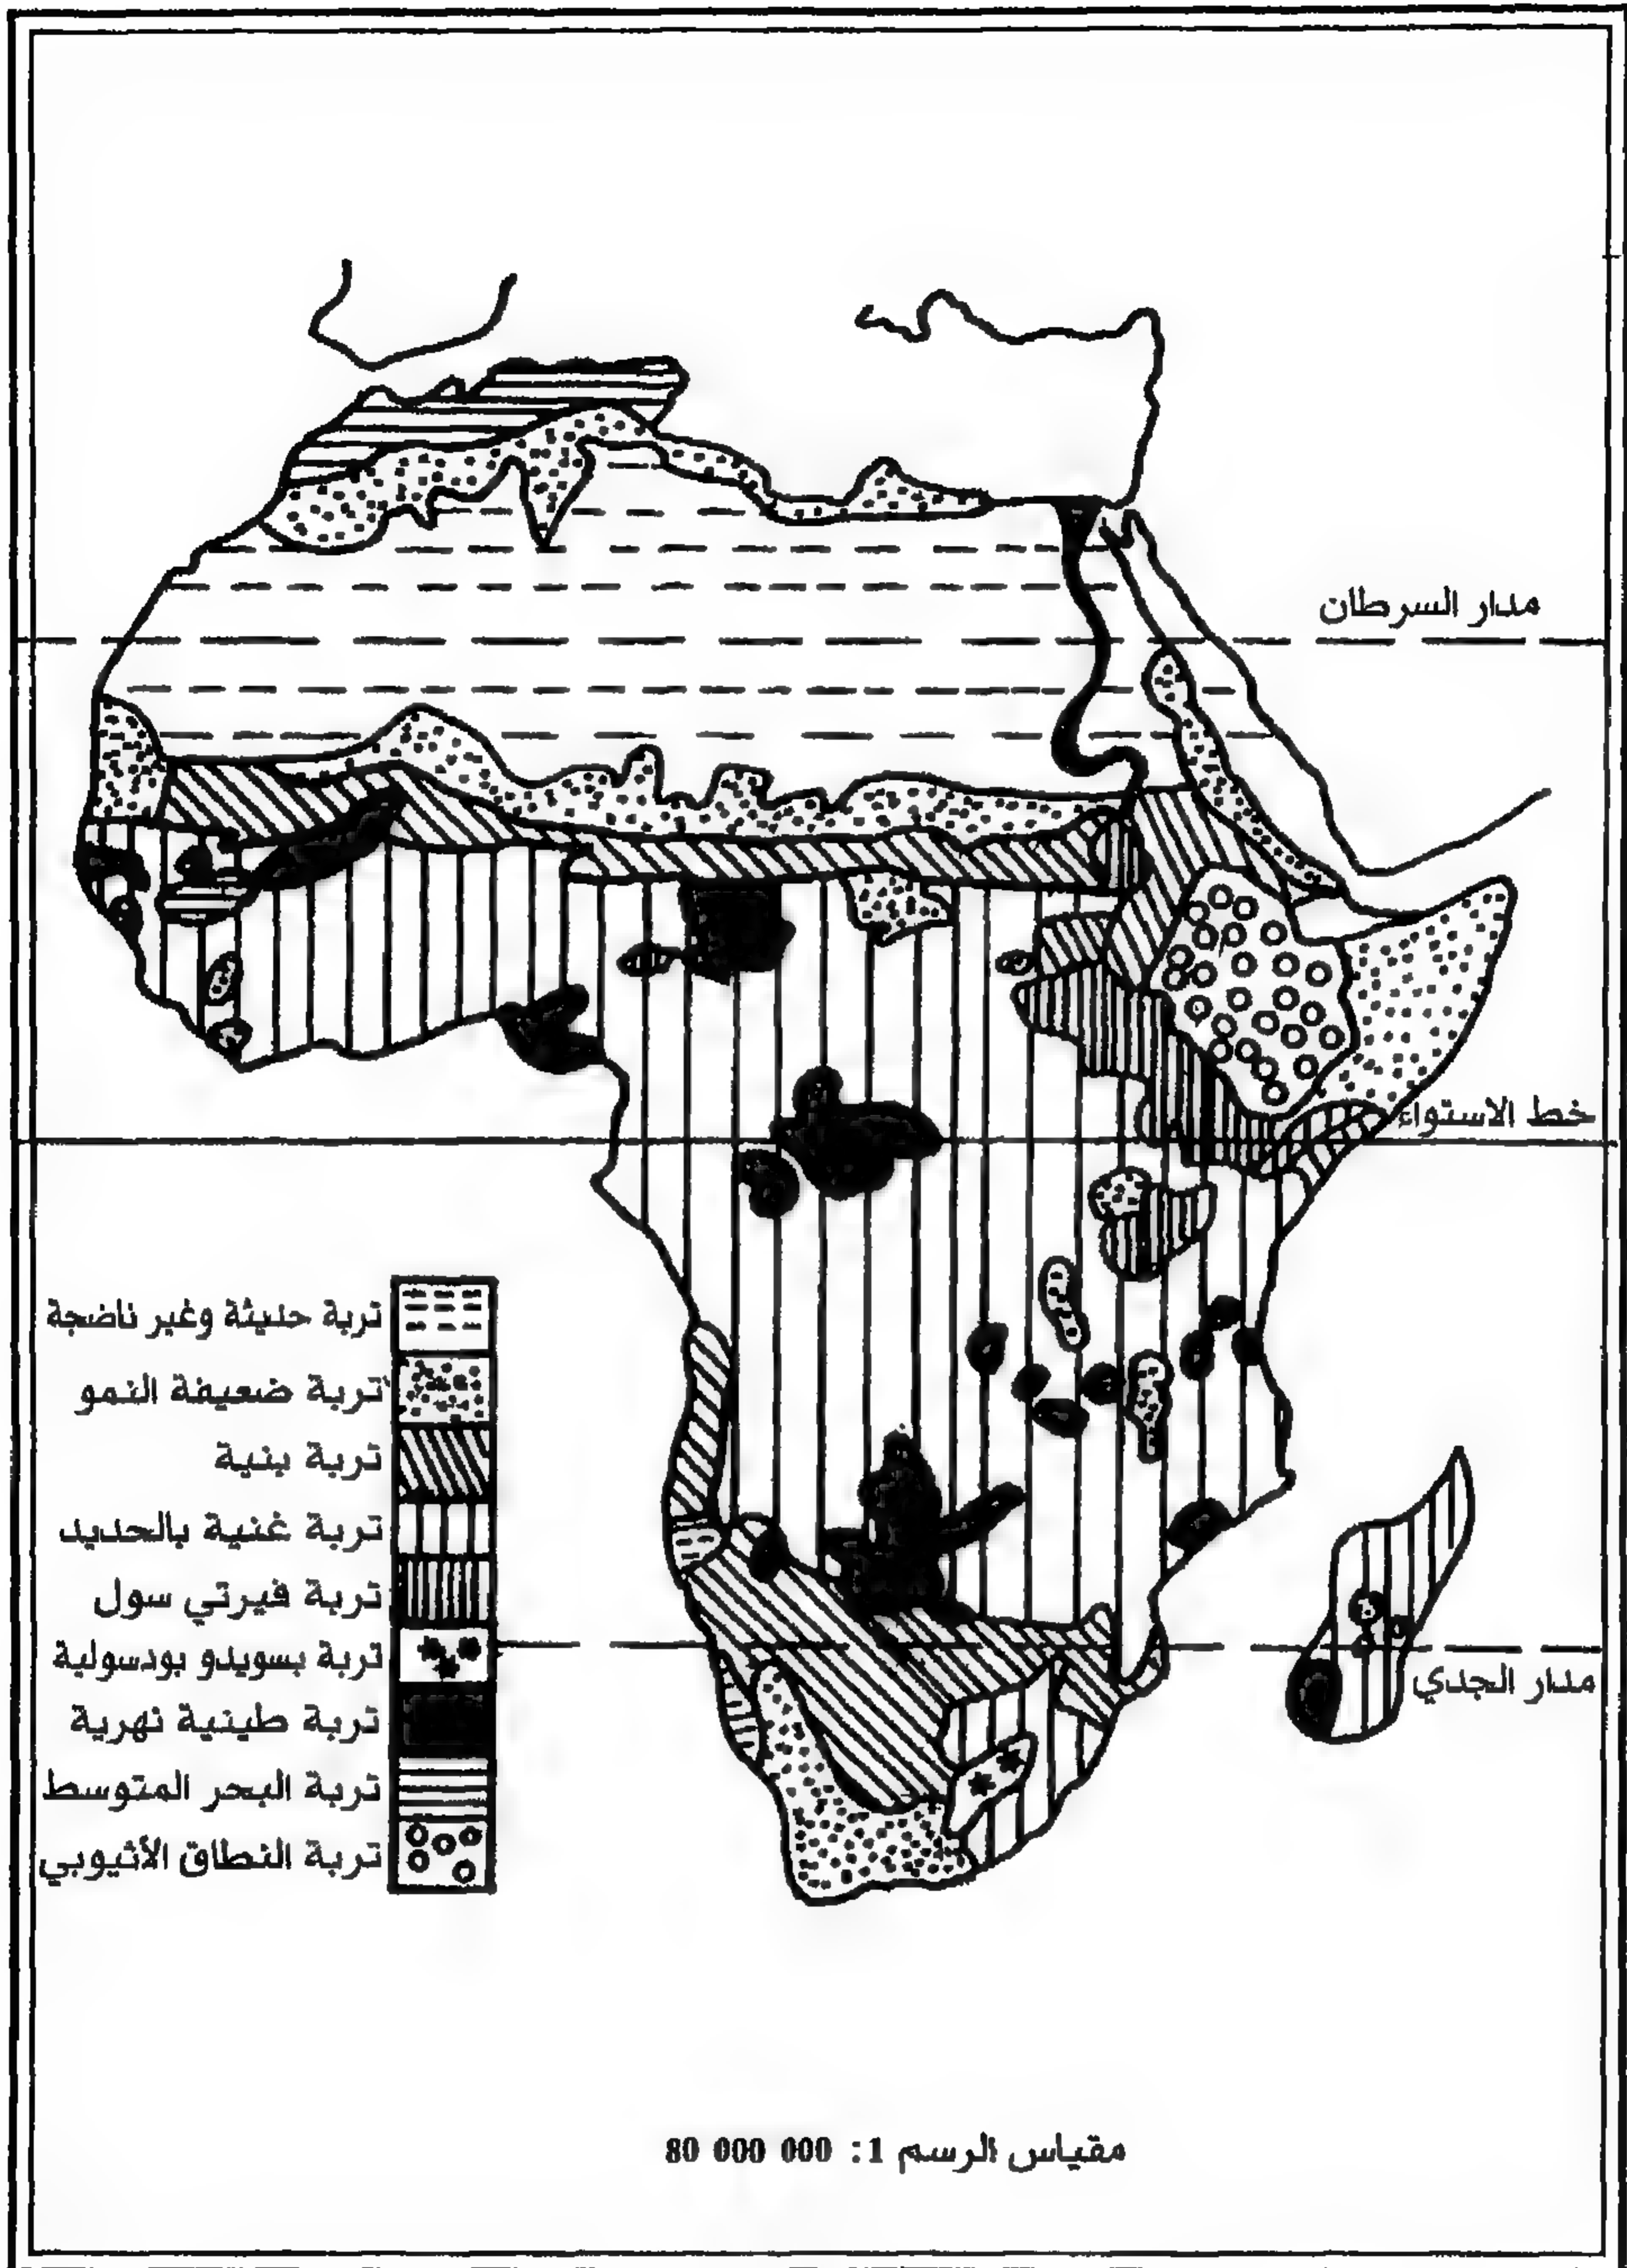 مدار السرطان
خط الاستواء
تربة حديثة وغير ناضجة
تربة ضعيفة النمو
تربة بنية
تربة غنية بالحديد
تربة فيرتي سول
تربة بسويدو بودسولية
مدار الجدي
تربة طينية نهرية
تربة البحر المتوسط
تربة النطاق الأثيوبي
مقياس الرسم 1: 000 000 80